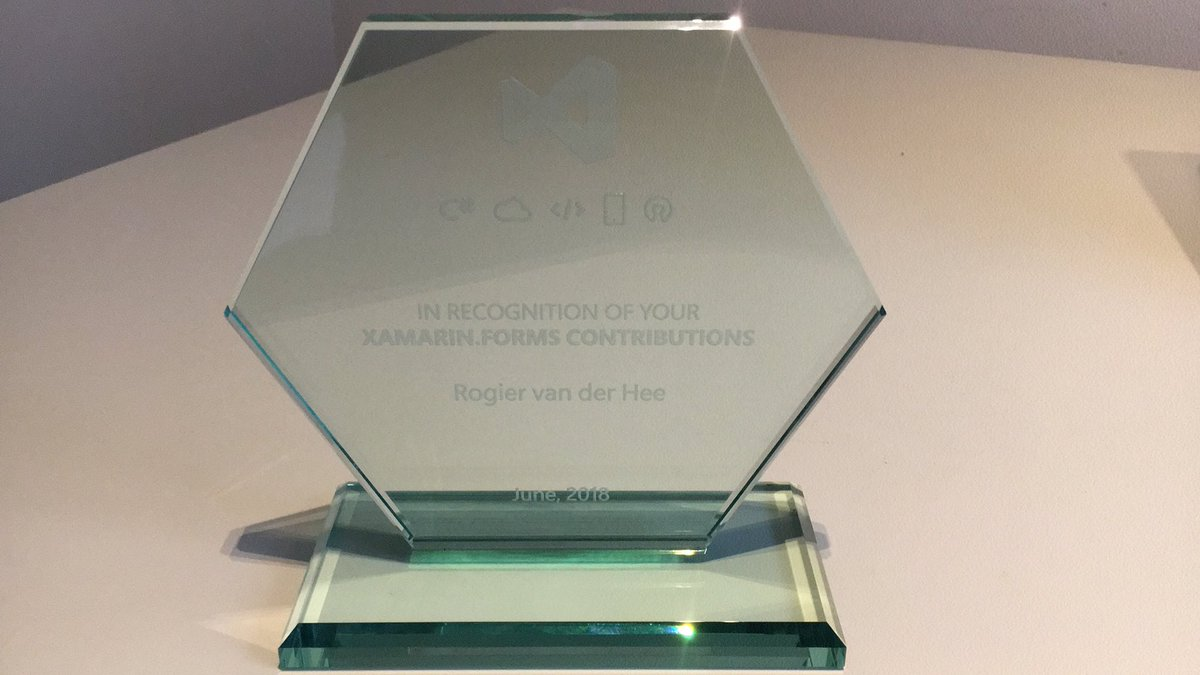 C#
</>
IN RECOGNITION OF YOUR
XAMARIN.FORMS CONTRIBUTIONS
Rogier van der Hee
June, 2018